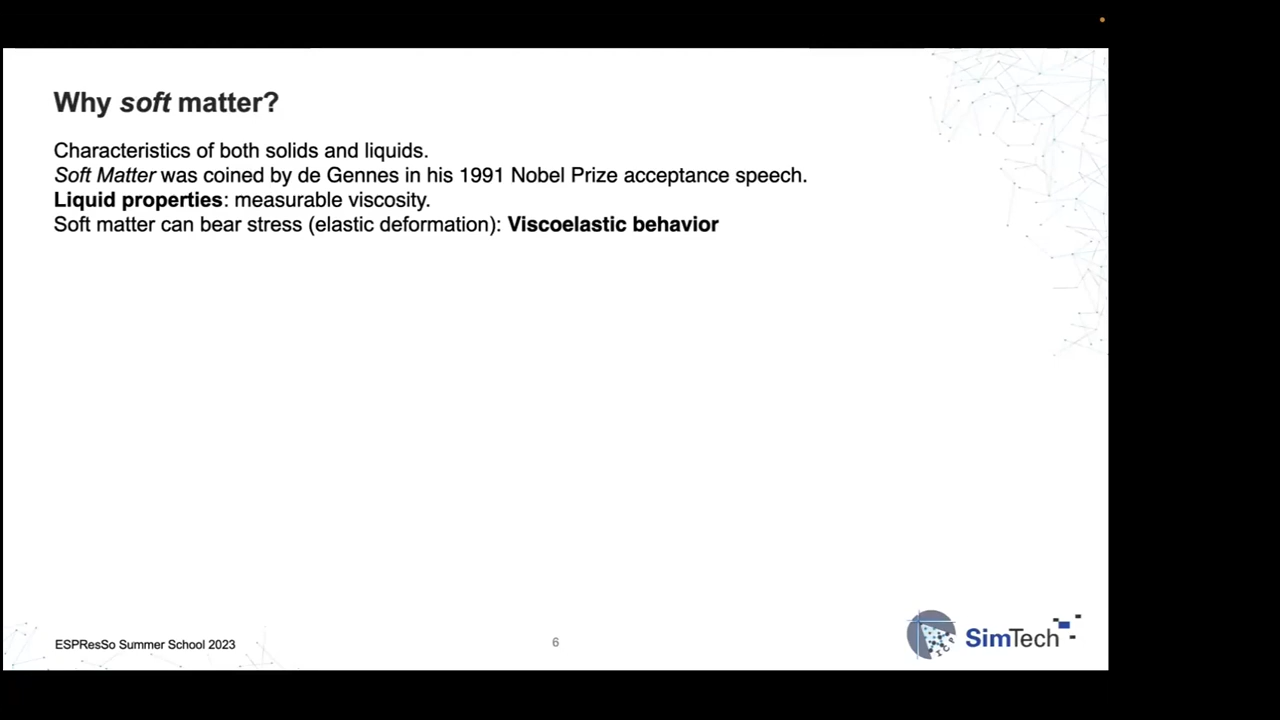 Why soft matter?
Characteristics of both solids and liquids.
Soft Matter was coined by de Gennes in his 1991 Nobel Prize acceptance speech.
Liquid properties: measurable viscosity.
Soft matter can bear stress (elastic deformation): Viscoelastic behavior
ESPResSo Summer School 2023
6
ICP
SimTech